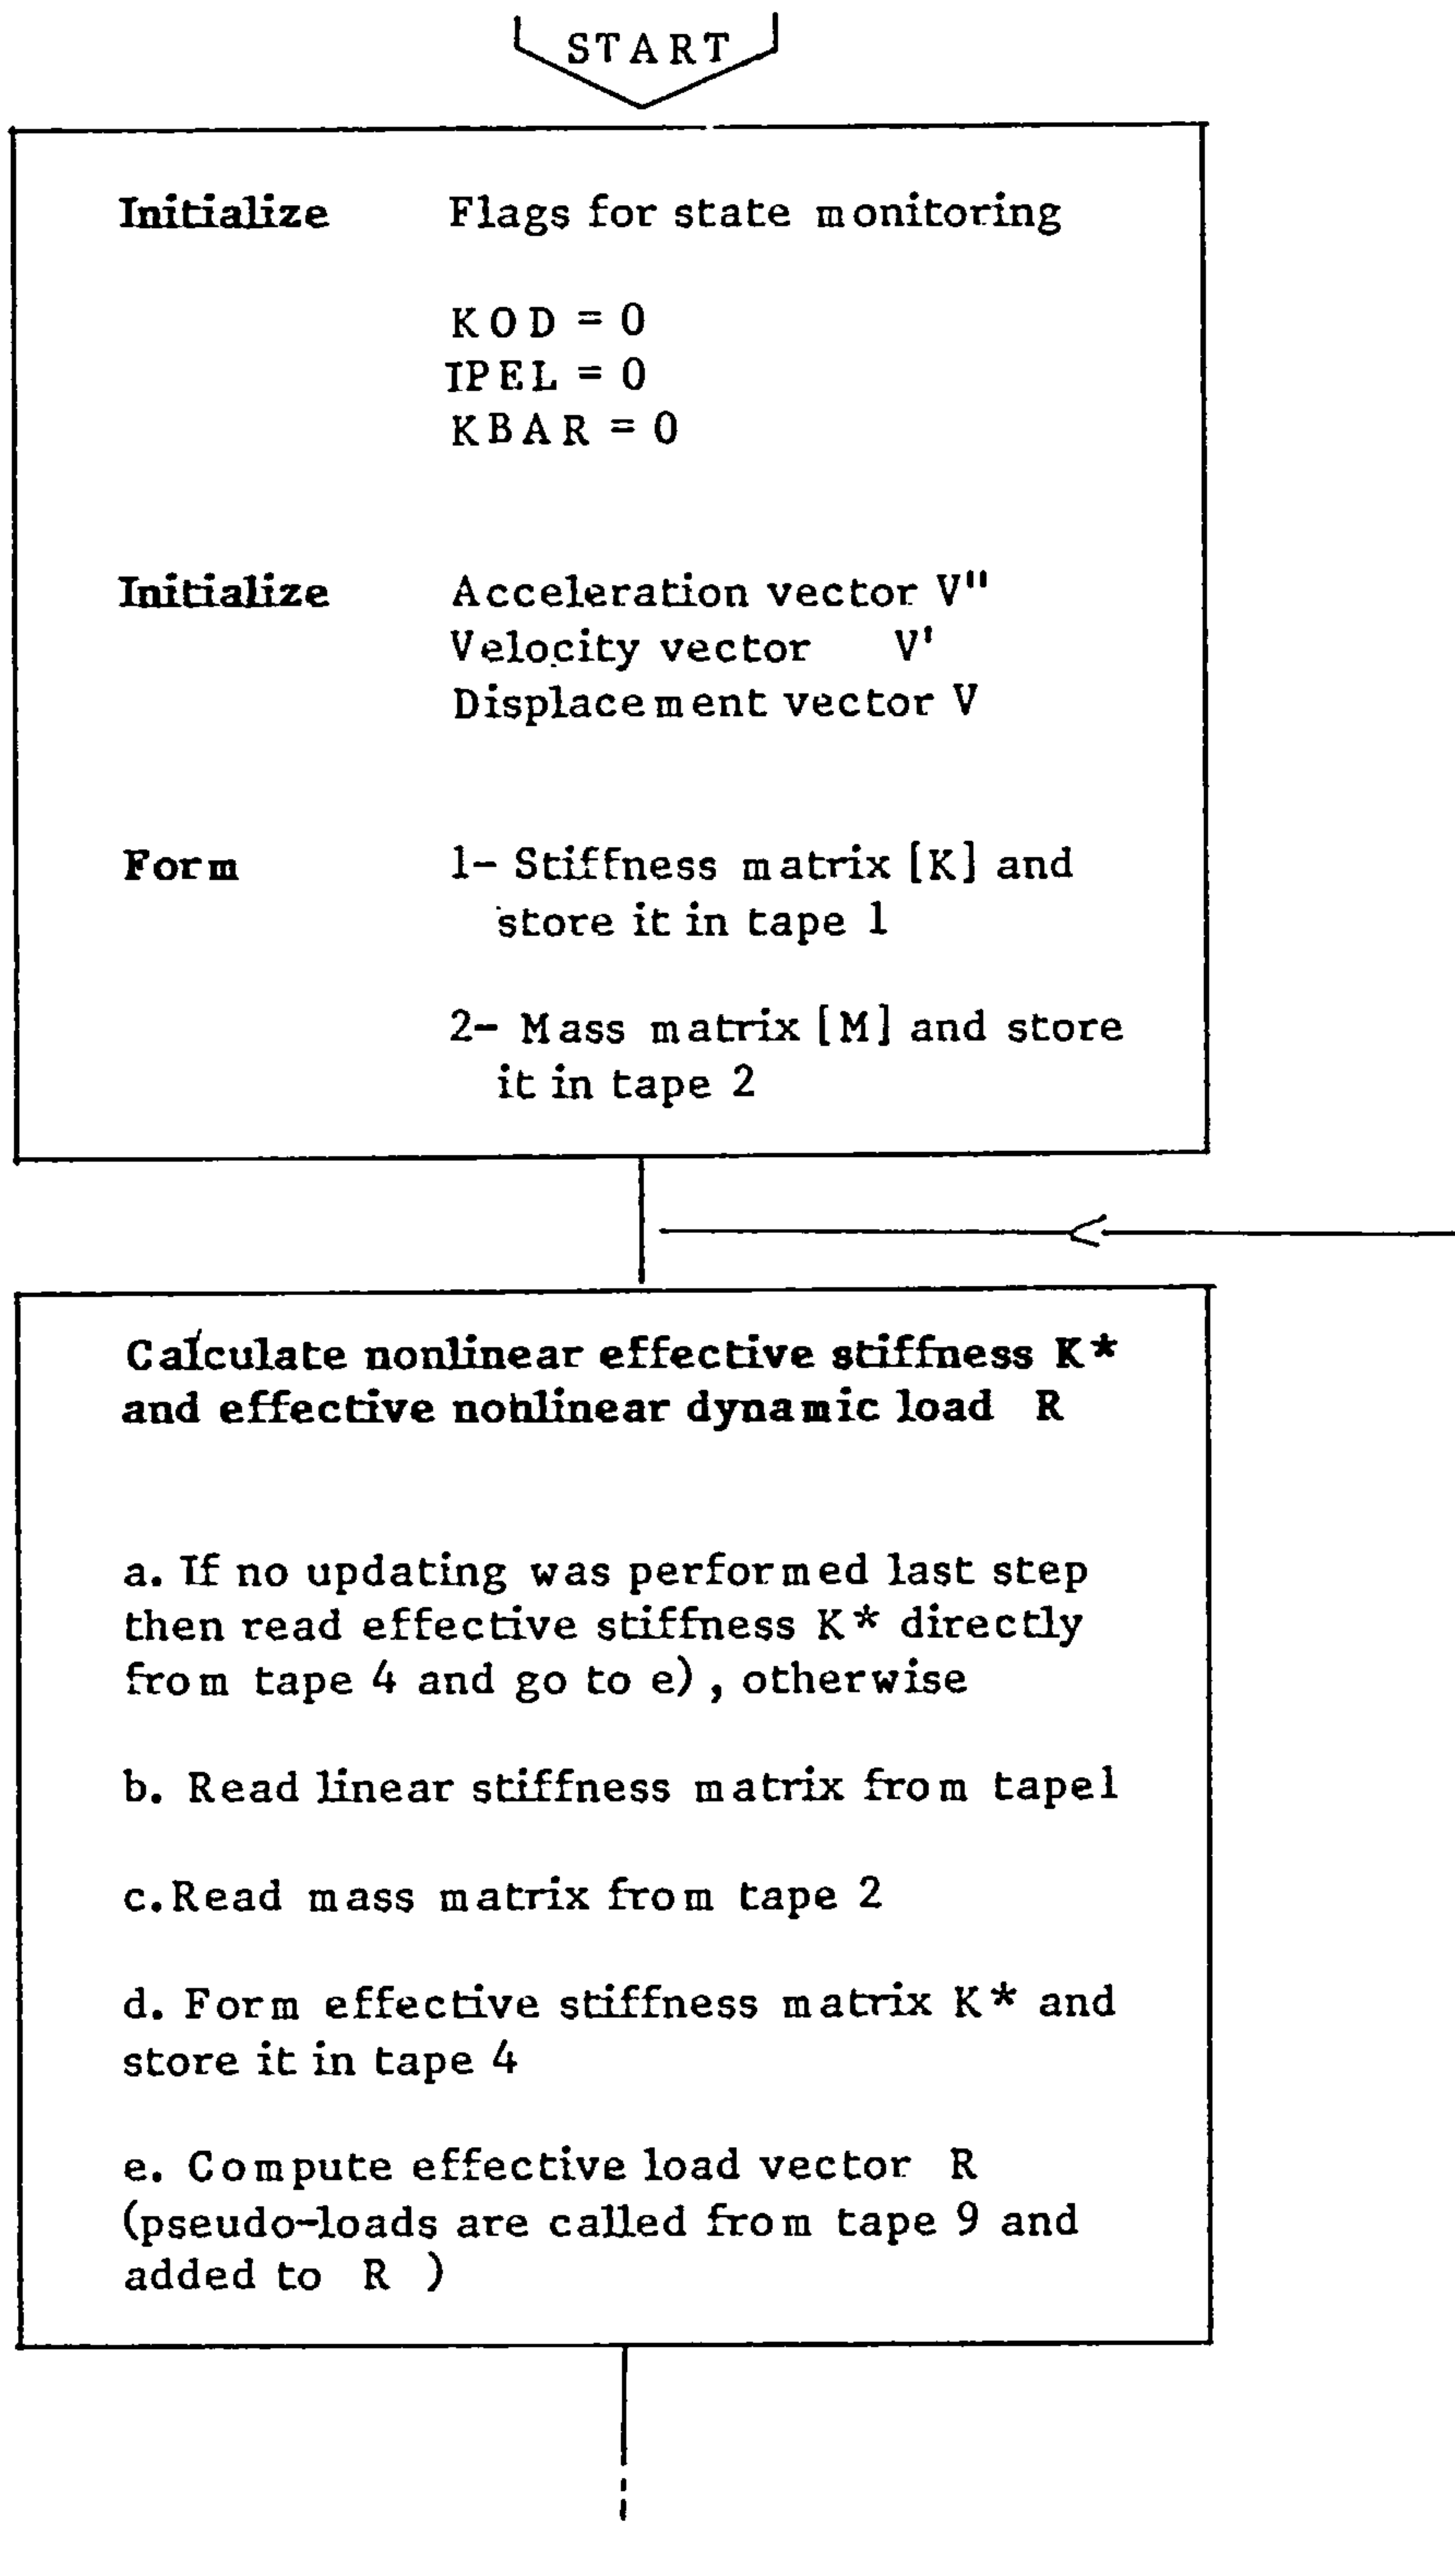 START
Initialize Flags for state monitoring
KOD = 0
IPEL = 0
KBAR = 0
Initialize Acceleration vector V"
Velocity vector V'
Displacement vector V
Form 1- Stiffness matrix [K] and
store it in tape 1
2- Mass matrix [M] and store
it in tape 2
Calculate nonlinear effective stiffness K*
and effective nonlinear dynamic load R
a. If no updating was performed last step
then read effective stiffness K* directly
from tape 4 and go to e), otherwise
b. Read linear stiffness matrix from tape1
c.Read mass matrix from tape 2
d. Form effective stiffness matrix K* and
store it in tape 4
e. Compute effective load vector R
(pseudo-loads are called from tape 9 and
added to R )